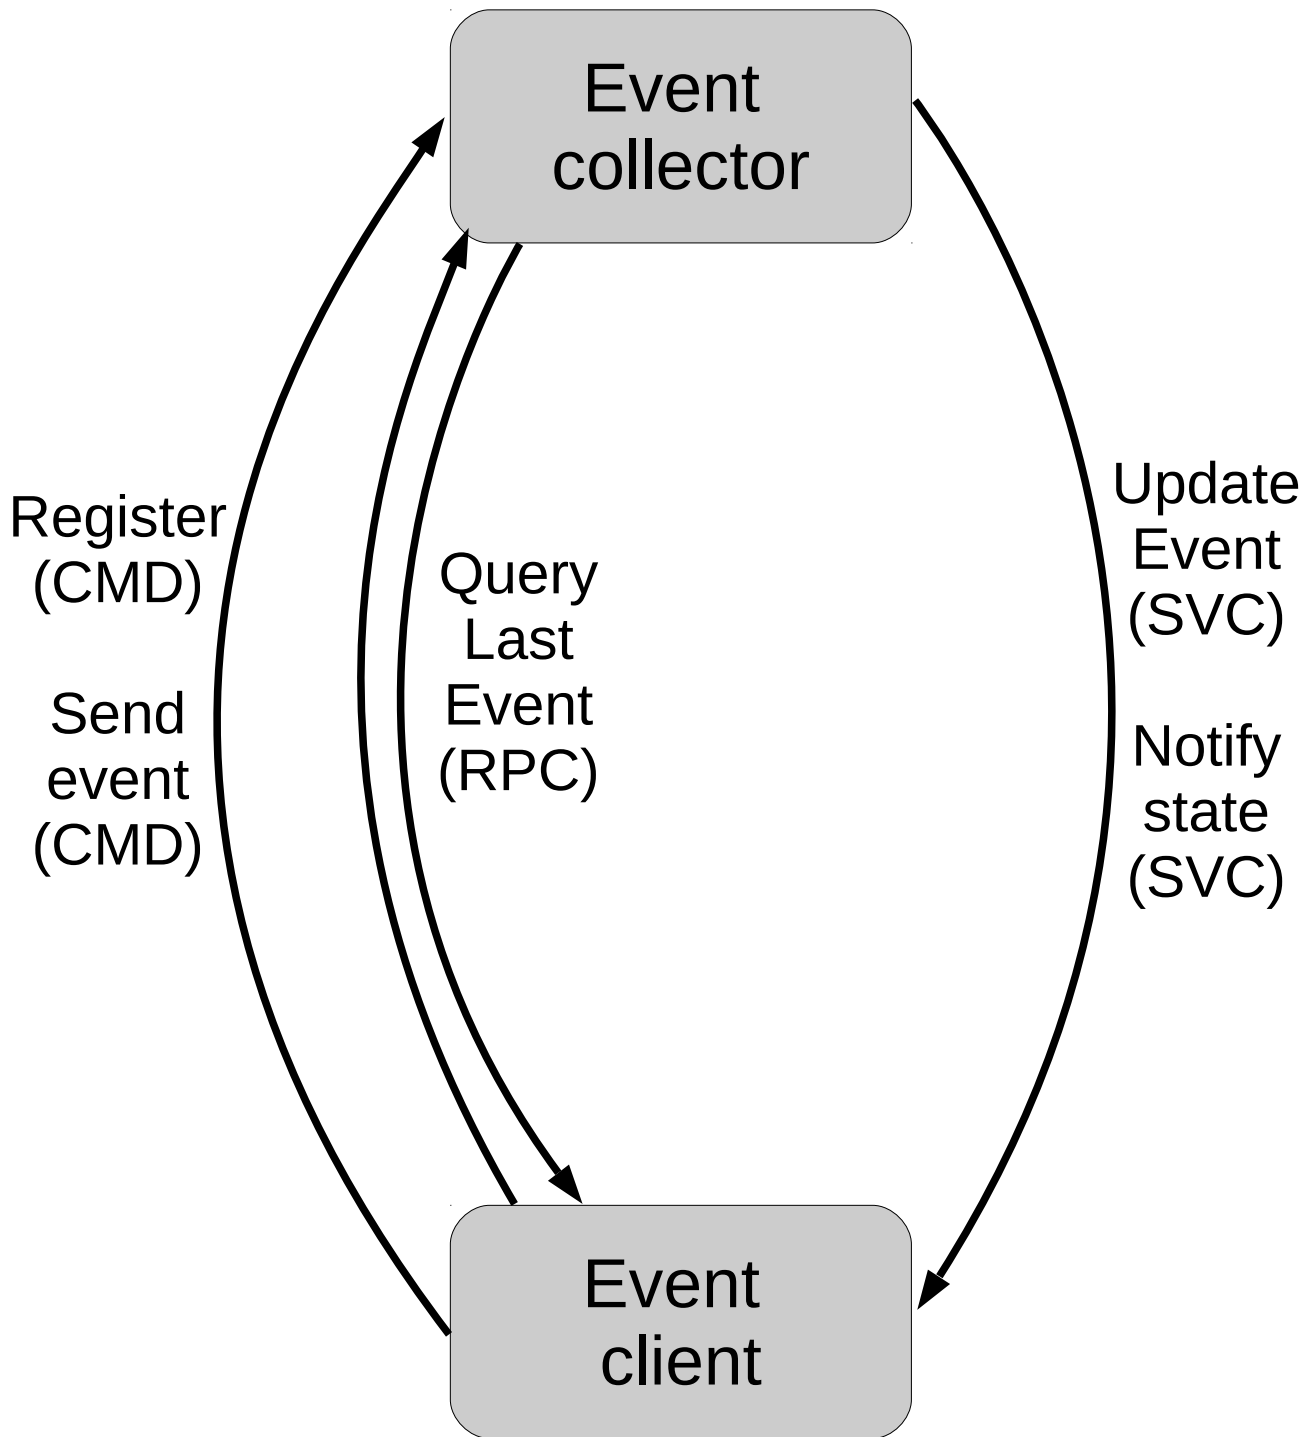 Event
collector
Register
(CMD)
Send
event
(CMD)
Query
Last
Event
(RPC)
Update
Event
(SVC)
Notify
state
(SVC)
Event
client